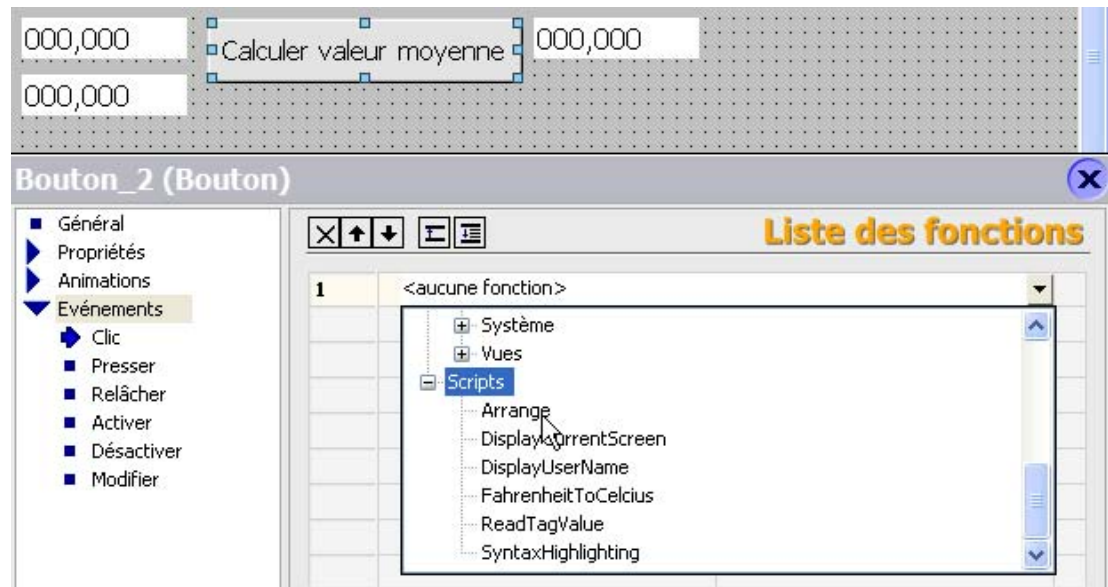 000,000
Calculer valeur moyenne
000,000
000,000
Bouton_2 (Bouton)
Général
Propriétés
Animations
Evénements
Clic
Presser
Relâcher
Activer
Désactiver
Modifier
Liste des fonctions
1
<aucune fonction>
Système
Vues
Scripts
Arrange
DisplayCurrentScreen
DisplayUserName
FahrenheitToCelcius
ReadTagValue
SyntaxHighlighting